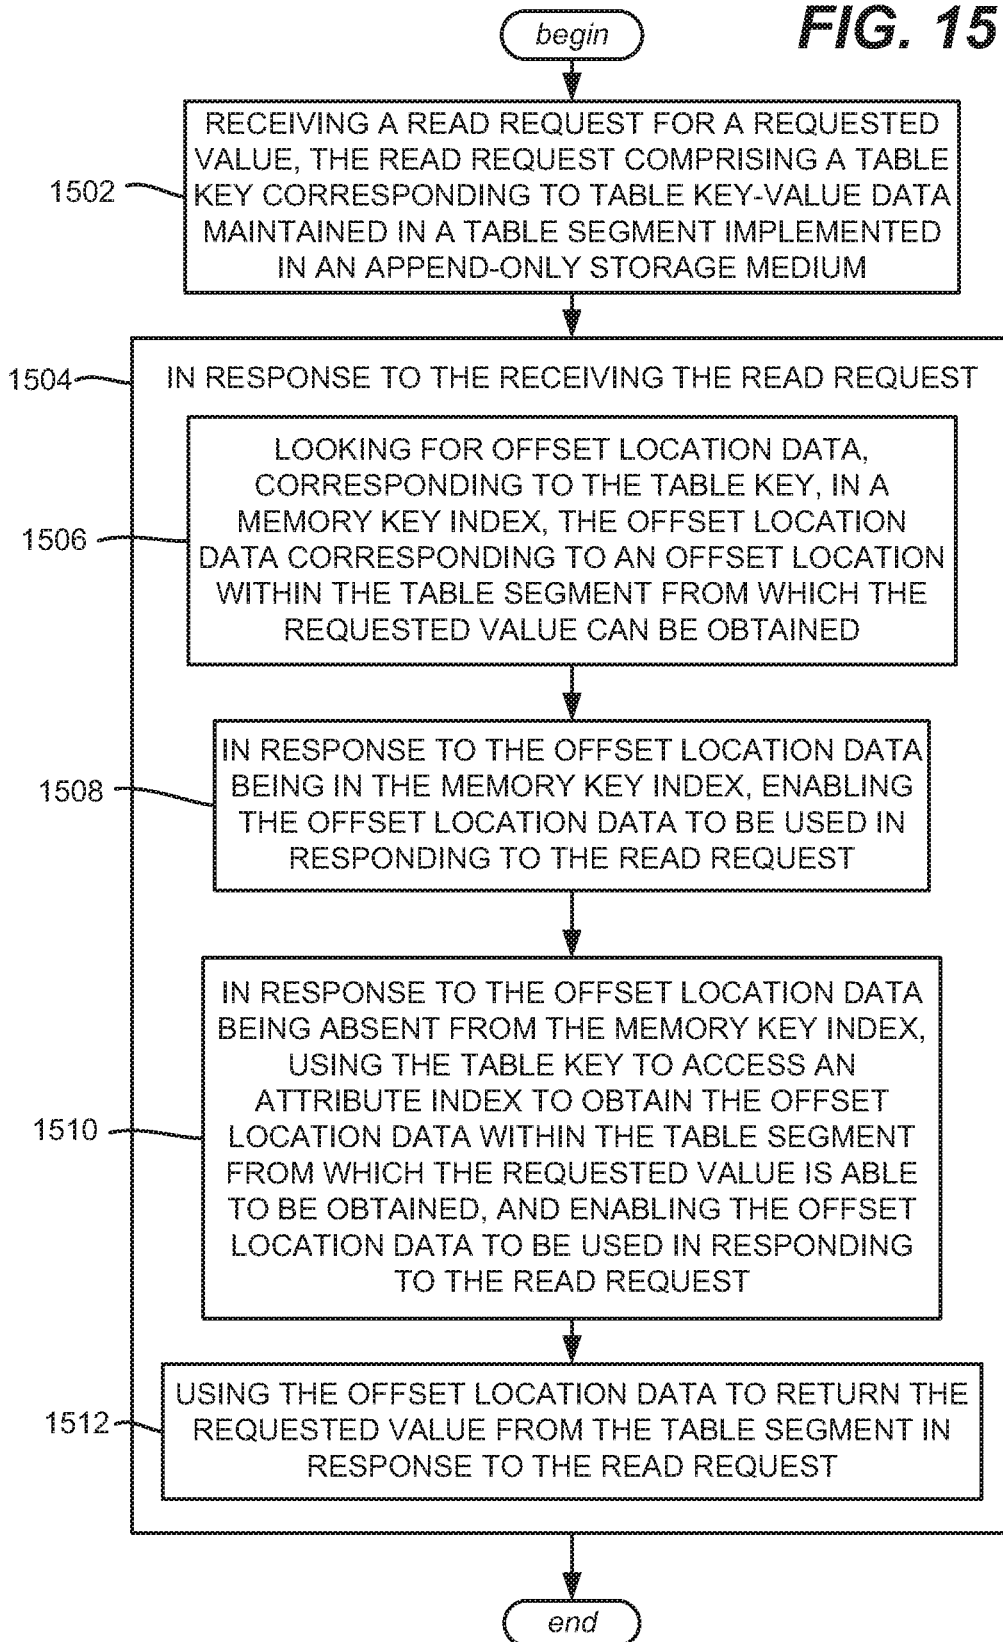 FIG. 15
begin
1502
RECEIVING A READ REQUEST FOR A REQUESTED
VALUE, THE READ REQUEST COMPRISING A TABLE
KEY CORRESPONDING TO TABLE KEY-VALUE DATA
MAINTAINED IN A TABLE SEGMENT IMPLEMENTED
IN AN APPEND-ONLY STORAGE MEDIUM
1504
IN RESPONSE TO THE RECEIVING THE READ REQUEST
1506
LOOKING FOR OFFSET LOCATION DATA,
CORRESPONDING TO THE TABLE KEY, IN A
MEMORY KEY INDEX, THE OFFSET LOCATION
DATA CORRESPONDING TO AN OFFSET LOCATION
WITHIN THE TABLE SEGMENT FROM WHICH THE
REQUESTED VALUE CAN BE OBTAINED
1508
IN RESPONSE TO THE OFFSET LOCATION DATA
BEING IN THE MEMORY KEY INDEX, ENABLING
THE OFFSET LOCATION DATA TO BE USED IN
RESPONDING TO THE READ REQUEST
1510
IN RESPONSE TO THE OFFSET LOCATION DATA
BEING ABSENT FROM THE MEMORY KEY INDEX,
USING THE TABLE KEY TO ACCESS AN
ATTRIBUTE INDEX TO OBTAIN THE OFFSET
LOCATION DATA WITHIN THE TABLE SEGMENT
FROM WHICH THE REQUESTED VALUE IS ABLE
TO BE OBTAINED, AND ENABLING THE OFFSET
LOCATION DATA TO BE USED IN RESPONDING
TO THE READ REQUEST
1512
USING THE OFFSET LOCATION DATA TO RETURN THE
REQUESTED VALUE FROM THE TABLE SEGMENT IN
RESPONSE TO THE READ REQUEST
end